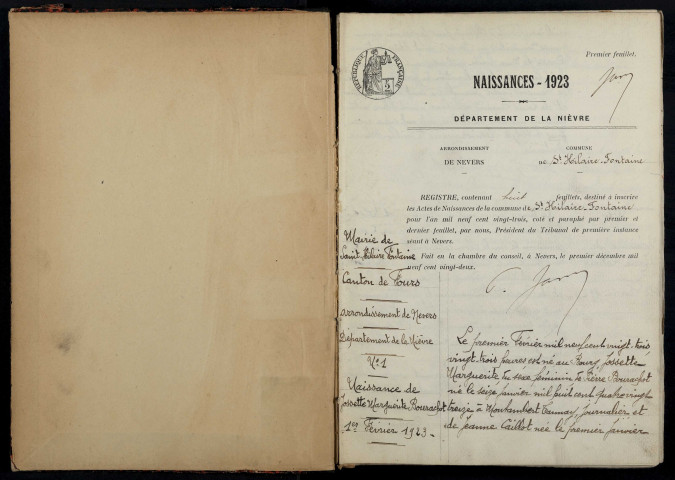 Premier feuillet.
RÉPUBLIQUE FRANÇAISE
NAISSANCES - 1923
DÉPARTEMENT DE LA NIÈVRE
ARRONDISSEMENT
DE NEVERS
COMMUNE
DE St Hilaire-Fontaine
REGISTRE, contenant huit feuillets, destiné à inscrire
les Actes de Naissances de la commune de St Hilaire-Fontaine
pour l'an mil neuf cent vingt-trois, coté et paraphé par premier et
dernier feuillet, par nous, Président du Tribunal de première instance
séant à Nevers.
Fait en la chambre du conseil, à Nevers, le premier décembre mil
neuf cent vingt-deux.
Mairie de
Saint Hilaire Fontaine
Canton de Fours
arrondissement de Nevers
Département de la Nièvre
No 1
Naissance de
Jossette Marguerite
1er Février 1923 -
Le premier Février mil neuf cent vingt-trois
vingt-trois heures est né au Bourg Jossette
Marguerite du sexe féminin de Pierre
né le seize janvier mil huit cent quatre vingt
treize à Montambert Tannay, journalier et
de Jeanne Caillot née le premier janvier